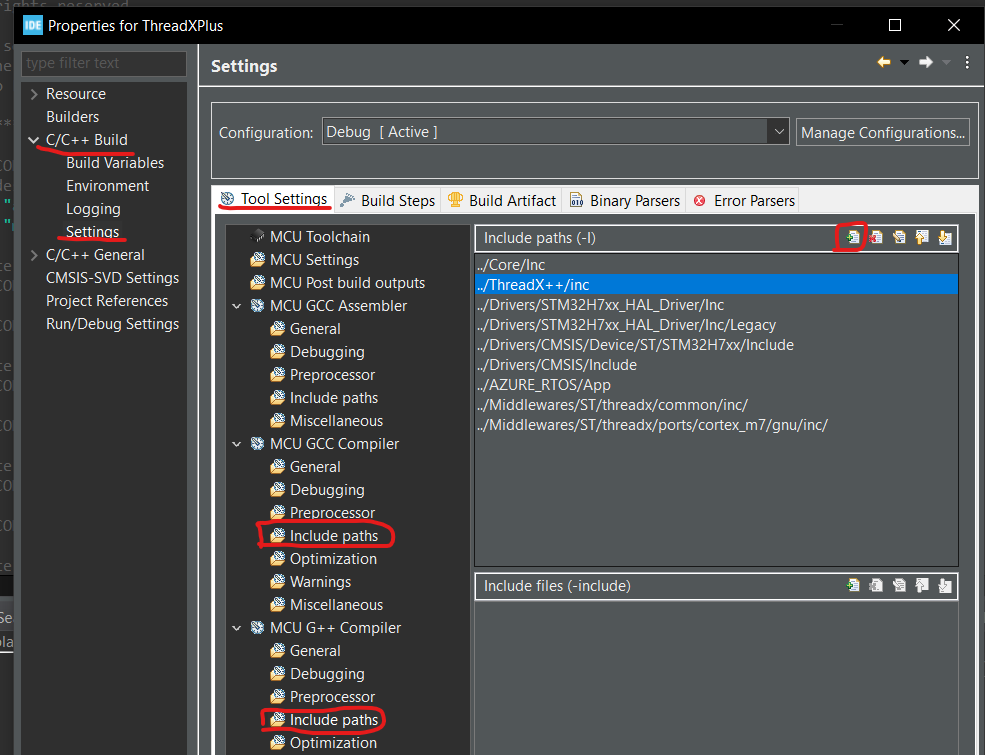 rights reserved
IDE Properties for ThreadXPlus
type filter text
Resource
Builders
C/C++ Build
Build Variables
Environment
Logging
Settings
C/C++ General
CMSIS-SVD Settings
Project References
Run/Debug Settings
Settings
Configuration: Debug [ Active ] Manage Configurations...
Tool Settings Build Steps Build Artifact Binary Parsers Error Parsers
MCU Toolchain
MCU Settings
MCU Post build outputs
MCU GCC Assembler
General
Debugging
Preprocessor
Include paths
Miscellaneous
MCU GCC Compiler
General
Debugging
Preprocessor
Include paths
Optimization
Warnings
Miscellaneous
MCU G++ Compiler
General
Debugging
Preprocessor
Include paths
Optimization
Include paths (-I)
../Core/Inc
../ThreadX++/inc
../Drivers/STM32H7xx_HAL_Driver/Inc
../Drivers/STM32H7xx_HAL_Driver/Inc/Legacy
../Drivers/CMSIS/Device/ST/STM32H7xx/Include
../Drivers/CMSIS/Include
../AZURE_RTOS/App
../Middlewares/ST/threadx/common/inc/
../Middlewares/ST/threadx/ports/cortex_m7/gnu/inc/
Include files (-include)